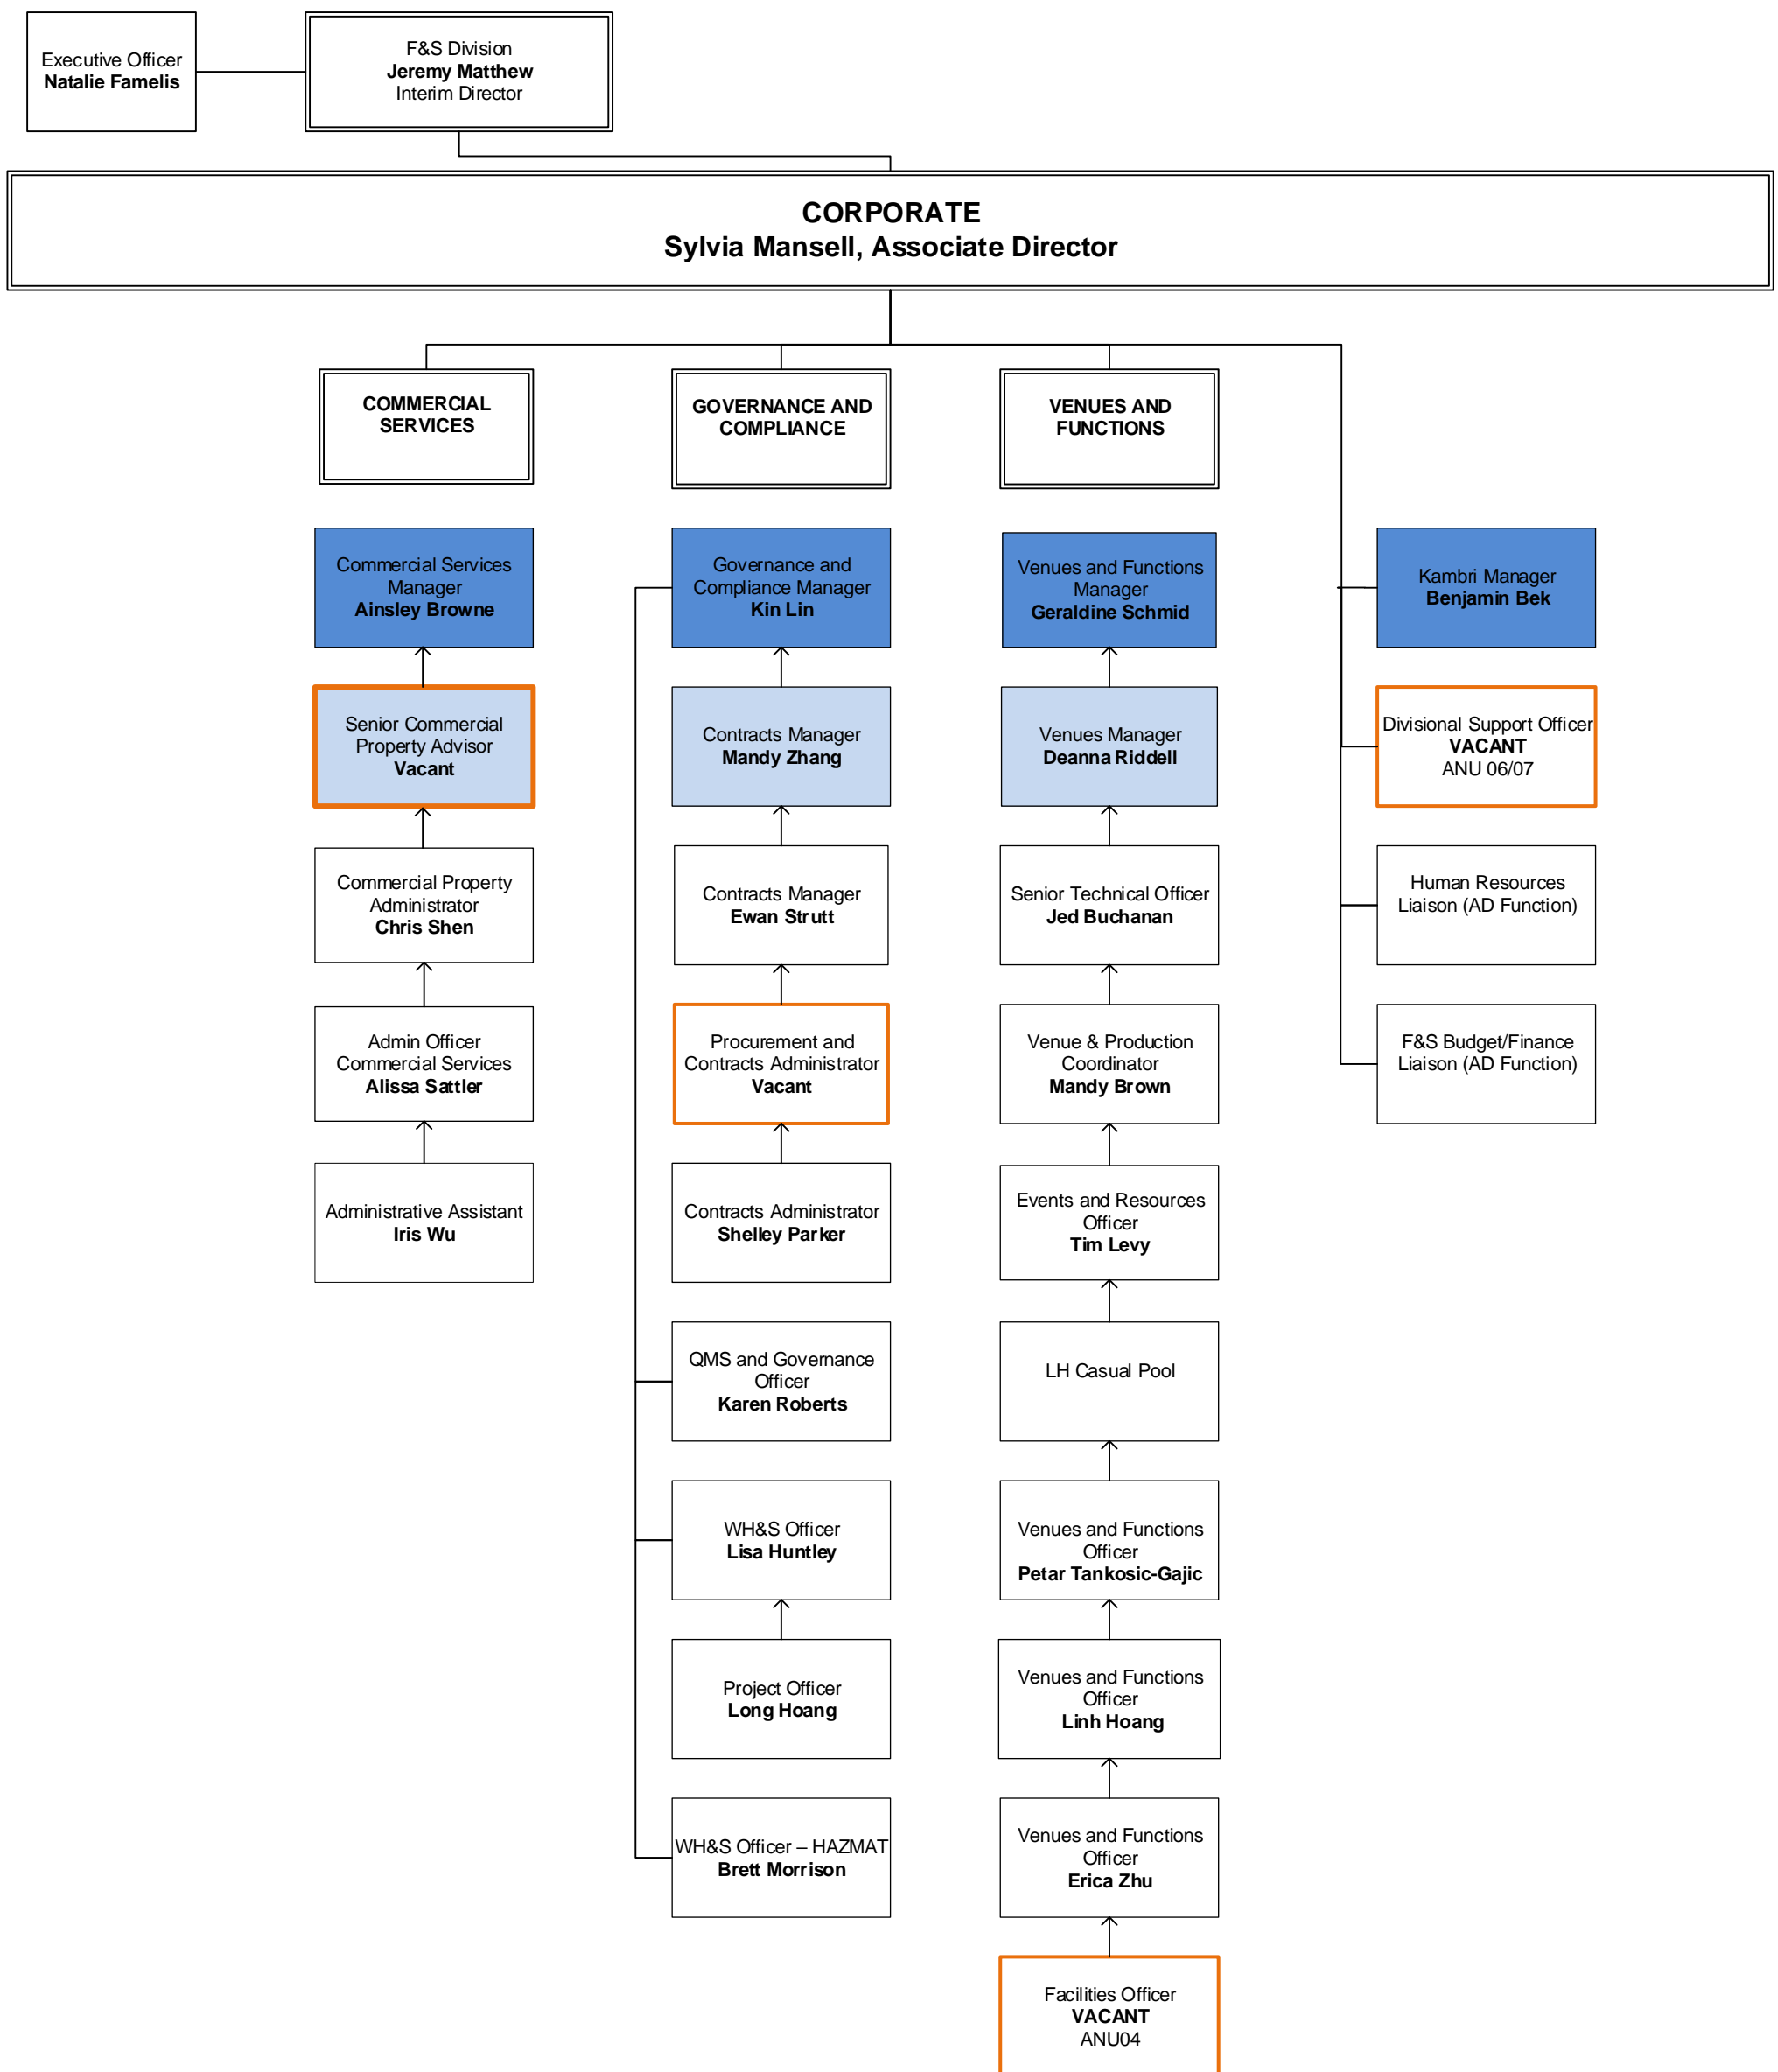 Executive Officer
Natalie Famelis
F&S Division
Jeremy Matthew
Interim Director
CORPORATE
Sylvia Mansell, Associate Director
COMMERCIAL
SERVICES
GOVERNANCE AND
COMPLIANCE
VENUES AND
FUNCTIONS
Commercial Services
Manager
Ainsley Browne
Senior Commercial
Property Advisor
Vacant
Commercial Property
Administrator
Chris Shen
Admin Officer
Commercial Services
Alissa Sattler
Administrative Assistant
Iris Wu
Governance and
Compliance Manager
Kin Lin
Contracts Manager
Mandy Zhang
Contracts Manager
Ewan Strutt
Procurement and
Contracts Administrator
Vacant
Contracts Administrator
Shelley Parker
QMS and Governance
Officer
Karen Roberts
WH&S Officer
Lisa Huntley
Project Officer
Long Hoang
WH&S Officer – HAZMAT
Brett Morrison
Venues and Functions
Manager
Geraldine Schmid
Venues Manager
Deanna Riddell
Senior Technical Officer
Jed Buchanan
Venue & Production
Coordinator
Mandy Brown
Events and Resources
Officer
Tim Levy
LH Casual Pool
Venues and Functions
Officer
Petar Tankosic-Gajic
Venues and Functions
Officer
Linh Hoang
Venues and Functions
Officer
Erica Zhu
Facilities Officer
VACANT
ANU04
Kambri Manager
Benjamin Bek
Divisional Support Officer
VACANT
ANU 06/07
Human Resources
Liaison (AD Function)
F&S Budget/Finance
Liaison (AD Function)